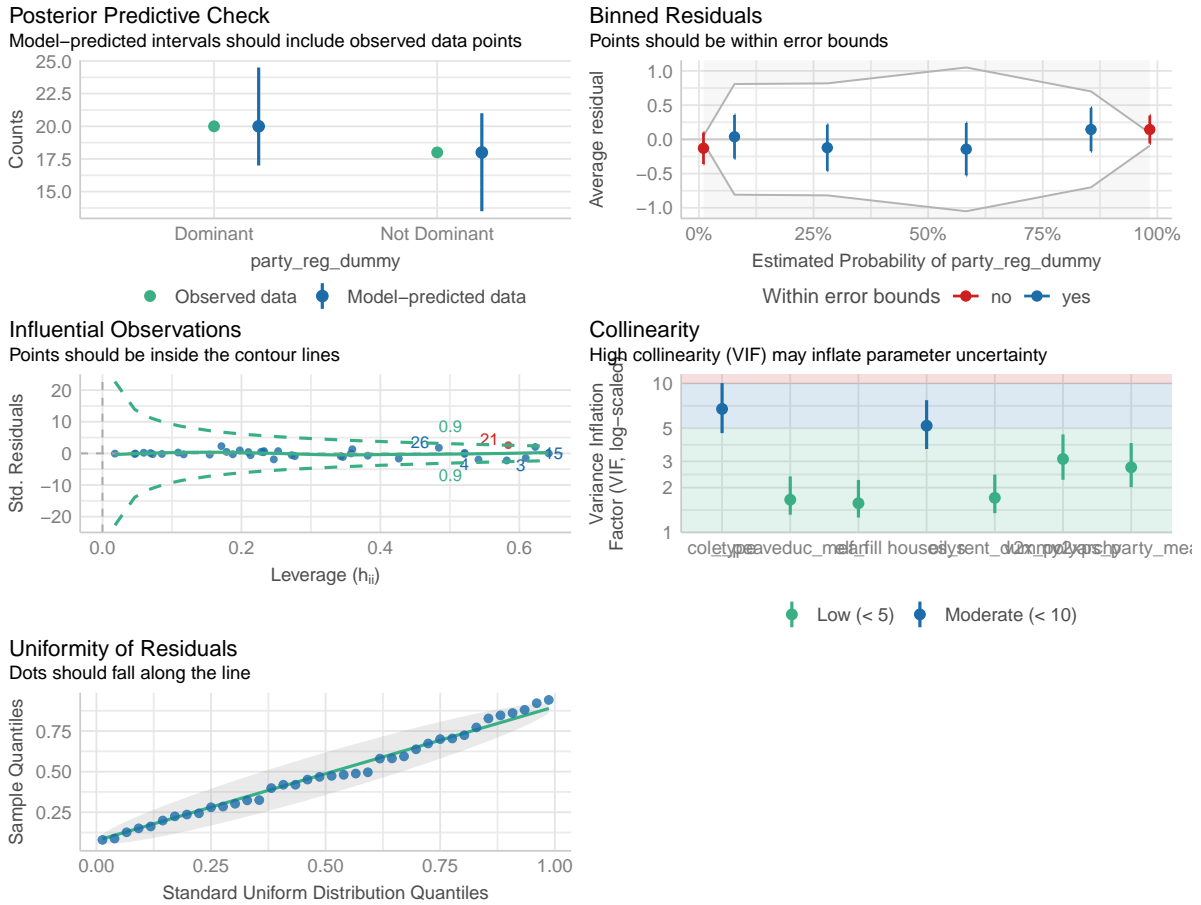 Posterior Predictive Check
Model−predicted intervals should include observed data points
25.0
22.5
20.0
17.5
15.0
Counts
Dominant
Not Dominant
party_reg_dummy
Observed data
Model−predicted data
Binned Residuals
Points should be within error bounds
1.0
0.5
0.0
−0.5
−1.0
Average residual
0%
25%
50%
75%
100%
Estimated Probability of party_reg_dummy
Within error bounds
no
yes
Influential Observations
Points should be inside the contour lines
20
10
0
−10
−20
Std. Residuals
0.9
0.9
26
21
4
3
15
0.0
0.2
0.4
0.6
Leverage (hii)
Collinearity
High collinearity (VIF) may inflate parameter uncertainty
Variance Inflation
Factor (VIF, log−scaled)
10
5
3
2
1
Low (< 5)
Moderate (< 10)
Uniformity of Residuals
Dots should fall along the line
0.75
0.50
0.25
Sample Quantiles
0.00
0.25
0.50
0.75
1.00
Standard Uniform Distribution Quantiles